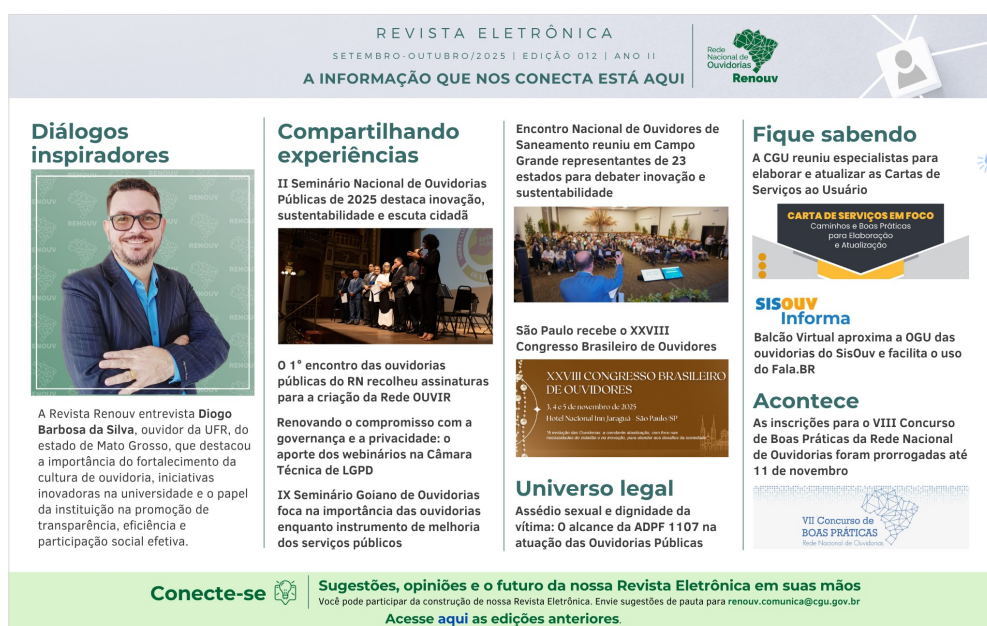 REVISTA ELETRÔNICA
SETEMBRO-OUTUBRO/2025 | EDIÇÃO 012 | ANO II
A INFORMAÇÃO QUE NOS CONECTA ESTÁ AQUI
Rede
Nacional de
Ouvidorias
Renouv
Diálogos
inspiradores
RENOUV
A Revista Renouv entrevista Diogo
Barbosa da Silva, ouvidor da UFR, do
estado de Mato Grosso, que destacou
a importância do fortalecimento da
cultura de ouvidoria, iniciativas
inovadoras na universidade e o papel
da instituição na promoção de
transparência, eficiência e
participação social efetiva.
Compartilhando
experiências
II Seminário Nacional de Ouvidorias
Públicas de 2025 destaca inovação,
sustentabilidade e escuta cidadã
O 1° encontro das ouvidorias
públicas do RN recolheu assinaturas
para a criação da Rede OUVIR
Renovando o compromisso com a
governança e a privacidade: o
aporte dos webinários na Câmara
Técnica de LGPD
IX Seminário Goiano de Ouvidorias
foca na importância das ouvidorias
enquanto instrumento de melhoria
dos serviços públicos
Encontro Nacional de Ouvidores de
Saneamento reuniu em Campo
Grande representantes de 23
estados para debater inovação e
sustentabilidade
São Paulo recebe o XXVIII
Congresso Brasileiro de Ouvidores
XXVIII CONGRESSO BRASILEIRO
DE OUVIDORES
3, 4 e 5 de novembro de 2025
Hotel Nacional Inn Jaraguá - São Paulo/SP
Universo legal
Assédio sexual e dignidade da
vítima: O alcance da ADPF 1107 na
atuação das Ouvidorias Públicas
Fique sabendo
A CGU reuniu especialistas para
elaborar e atualizar as Cartas de
Serviços ao Usuário
CARTA DE SERVIÇOS EM FOCO
Caminhos e Boas Práticas
para Elaboração
e Atualização
SISOUV
Informa
Balcão Virtual aproxima a OGU das
ouvidorias do SisOuv e facilita o uso
do Fala.BR
Acontece
As inscrições para o VIII Concurso
de Boas Práticas da Rede Nacional
de Ouvidorias foram prorrogadas até
11 de novembro
VII Concurso de
BOAS PRÁTICAS
Rede Nacional de Ouvidorias
Conecte-se
Sugestões, opiniões e o futuro da nossa Revista Eletrônica em suas mãos
Você pode participar da construção de nossa Revista Eletrônica. Envie sugestões de pauta para renouv.comunica@cgu.gov.br
Acesse aqui as edições anteriores.